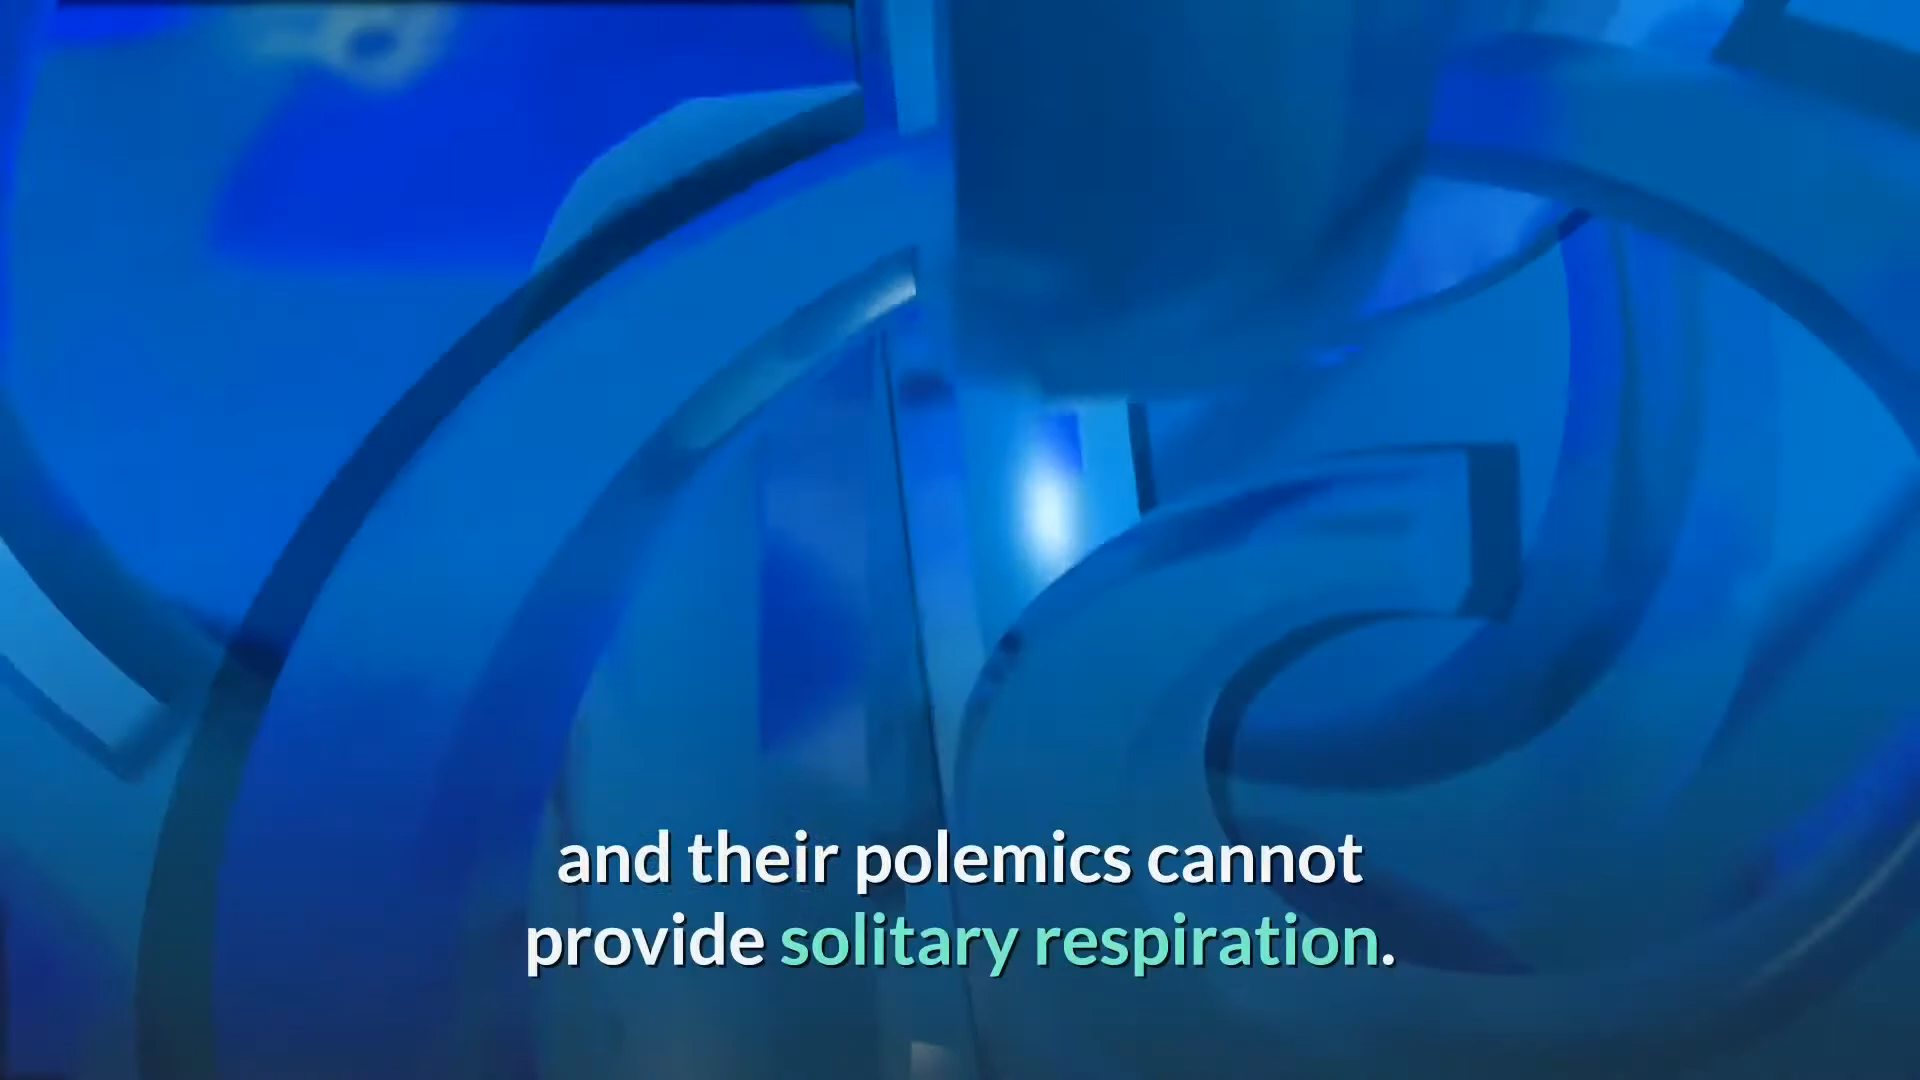 and their polemics cannot
provide solitary respiration.